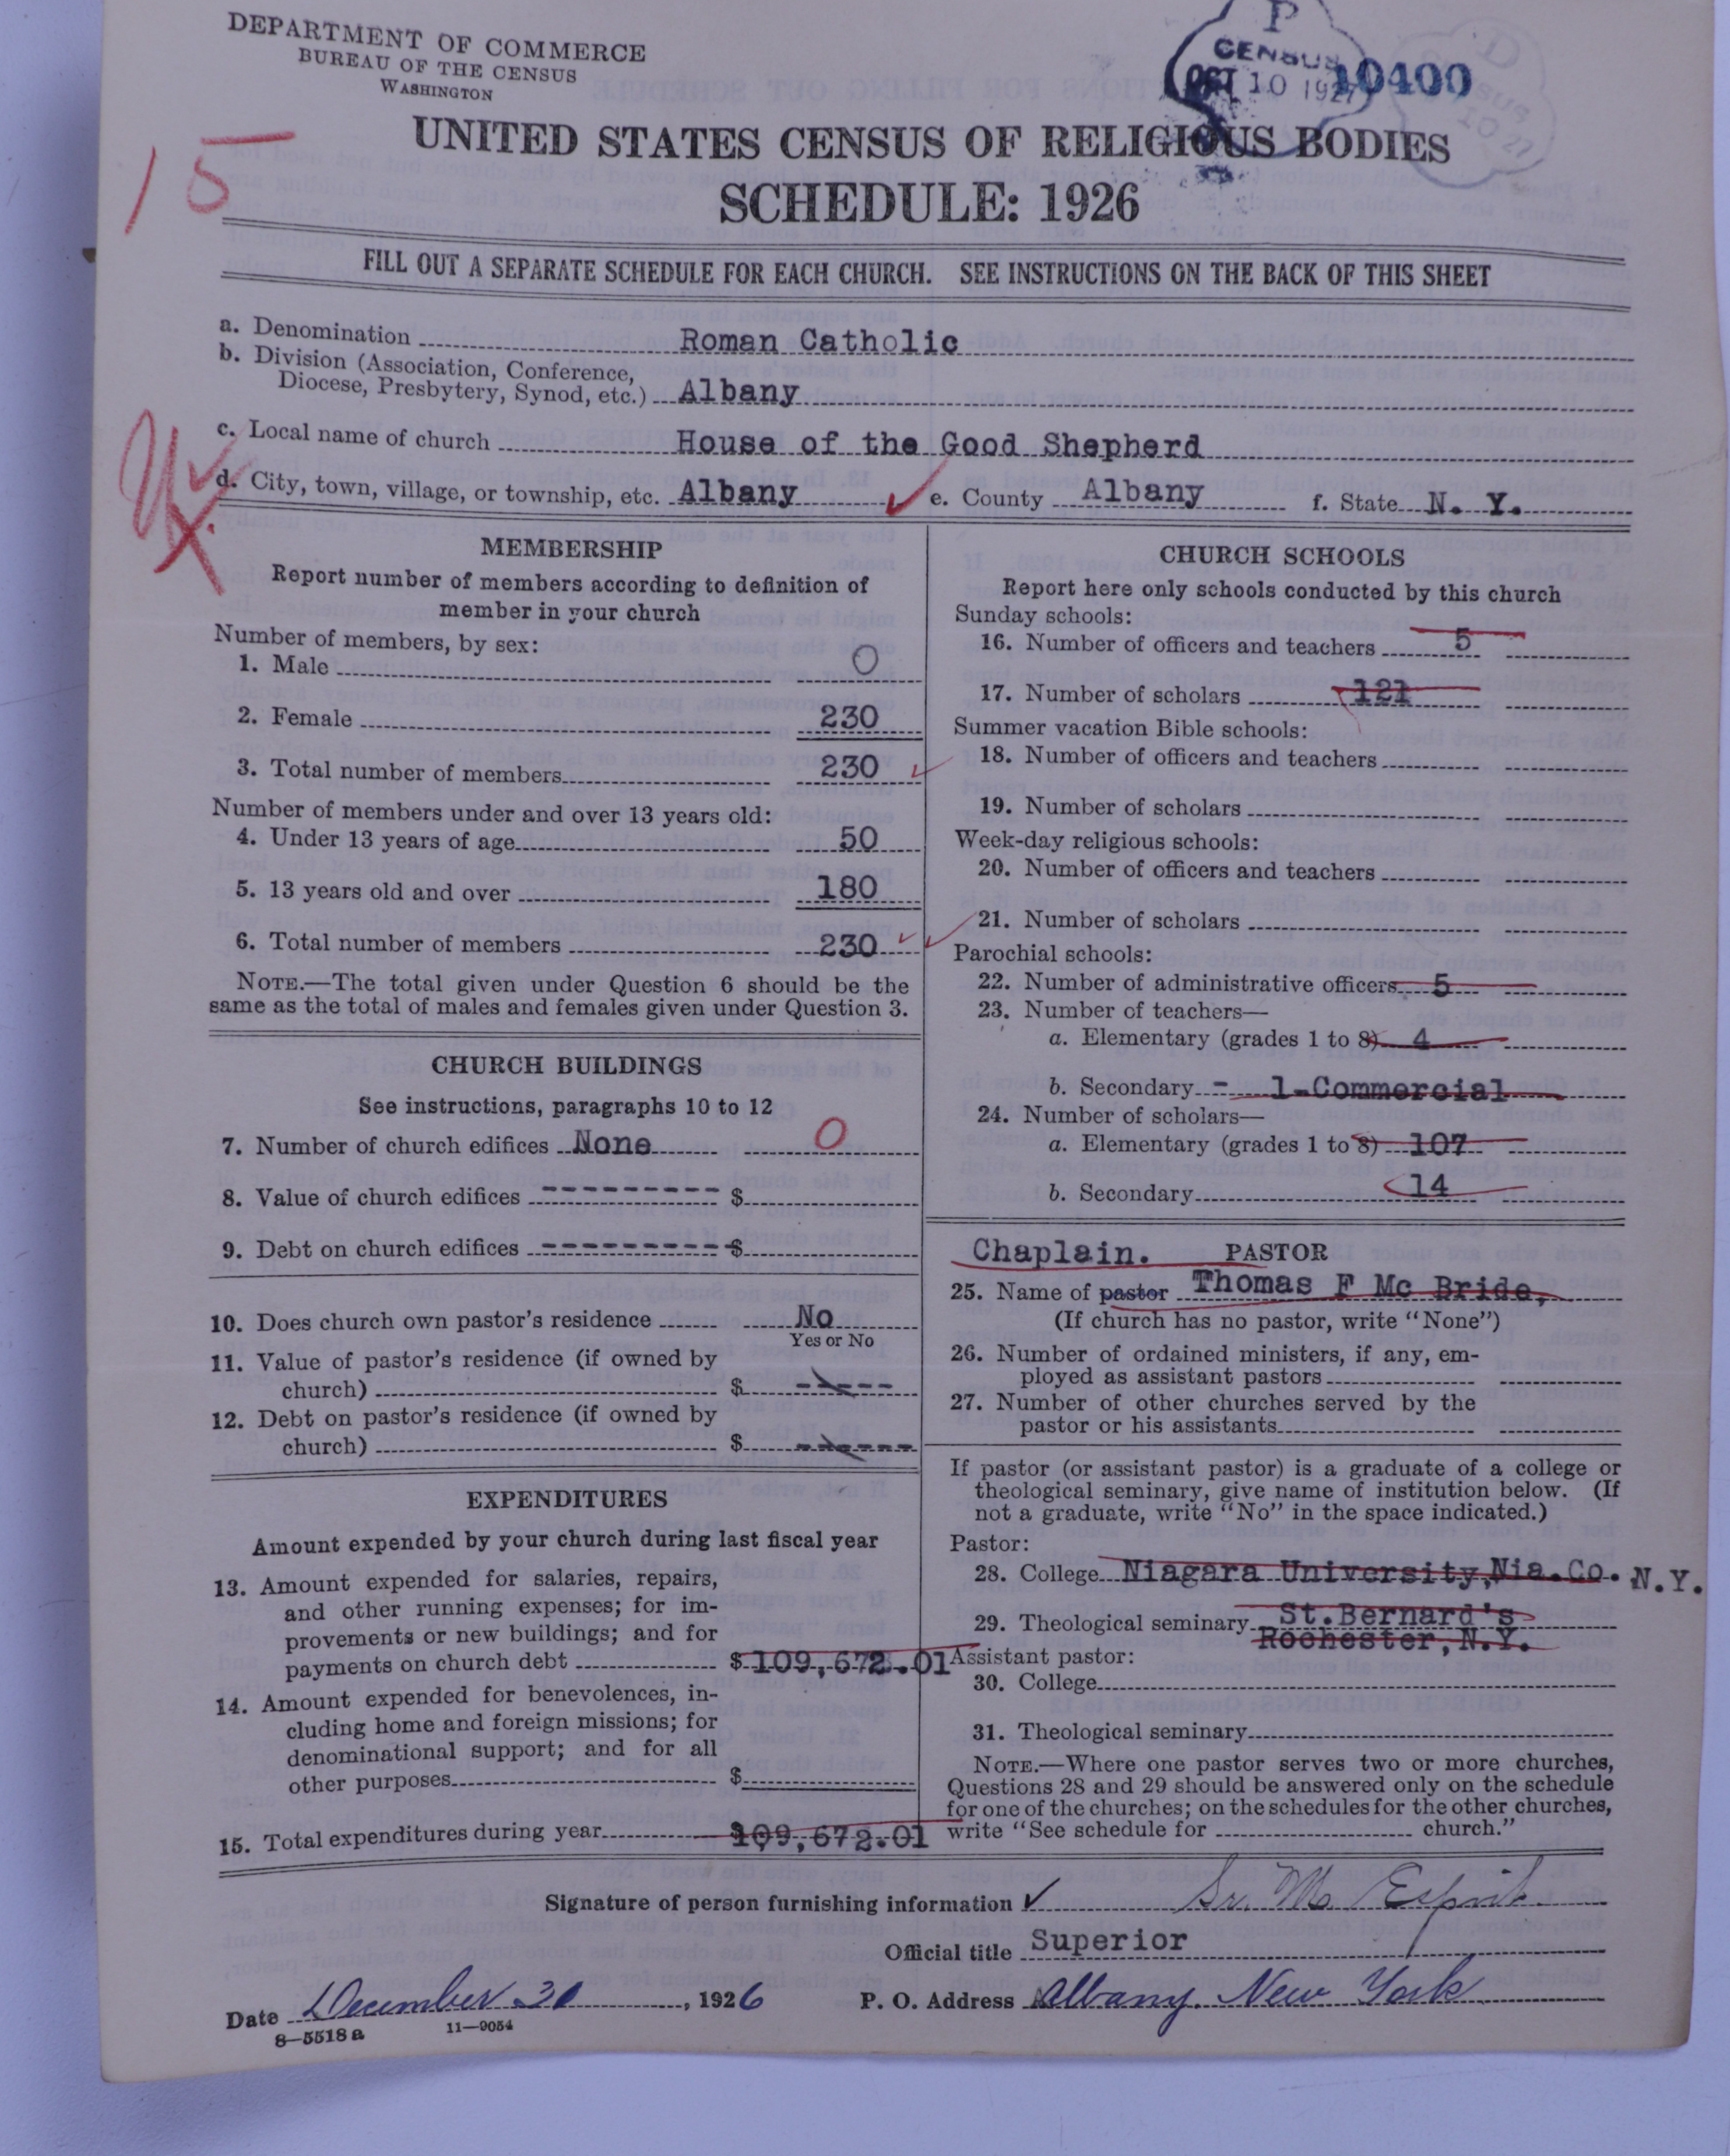 DEPARTMENT OF COMMERCE
BUREAU OF THE CENSUS
WASHINGTON
P
CENSUS
OCT 10 1927
10400
15
UNITED STATES CENSUS OF RELIGIOUS BODIES
SCHEDULE: 1926
FILL OUT A SEPARATE SCHEDULE FOR EACH CHURCH. SEE INSTRUCTIONS ON THE BACK OF THIS SHEET
a. Denomination Roman Catholic
b. Division (Association, Conference,
Diocese, Presbytery, Synod, etc.) Albany
c. Local name of church House of the Good Shepherd
d. City, town, village, or township, etc. Albany e. County Albany f. State N. Y.
MEMBERSHIP
Report number of members according to definition of
member in your church
Number of members, by sex:
1. Male 0
2. Female 230
3. Total number of members 230
Number of members under and over 13 years old:
4. Under 13 years of age 50
5. 13 years old and over 180
6. Total number of members 230
NOTE.—The total given under Question 6 should be the
same as the total of males and females given under Question 3.
CHURCH BUILDINGS
See instructions, paragraphs 10 to 12
7. Number of church edifices None 0
8. Value of church edifices ---------- $
9. Debt on church edifices ----------- $
10. Does church own pastor's residence No
Yes or No
11. Value of pastor's residence (if owned by
church) $ -----
12. Debt on pastor's residence (if owned by
church) $ ------
EXPENDITURES
Amount expended by your church during last fiscal year
13. Amount expended for salaries, repairs,
and other running expenses; for im-
provements or new buildings; and for
payments on church debt $ 109,672.01
14. Amount expended for benevolences, in-
cluding home and foreign missions; for
denominational support; and for all
other purposes $
15. Total expenditures during year $109,672.01
CHURCH SCHOOLS
Report here only schools conducted by this church
Sunday schools:
16. Number of officers and teachers 5
17. Number of scholars 121
Summer vacation Bible schools:
18. Number of officers and teachers
19. Number of scholars
Week-day religious schools:
20. Number of officers and teachers
21. Number of scholars
Parochial schools:
22. Number of administrative officers 5
23. Number of teachers—
a. Elementary (grades 1 to 8) 4
b. Secondary - 1-Commercial
24. Number of scholars—
a. Elementary (grades 1 to 8) 107
b. Secondary 14
Chaplain. PASTOR
25. Name of pastor Thomas F Mc Bride,
(If church has no pastor, write "None")
26. Number of ordained ministers, if any, em-
ployed as assistant pastors
27. Number of other churches served by the
pastor or his assistants
If pastor (or assistant pastor) is a graduate of a college or
theological seminary, give name of institution below. (If
not a graduate, write "No" in the space indicated.)
Pastor:
28. College Niagara University, Nia.Co. N.Y.
29. Theological seminary St.Bernard's
Rochester, N.Y.
Assistant pastor:
30. College
31. Theological seminary
NOTE.—Where one pastor serves two or more churches,
Questions 28 and 29 should be answered only on the schedule
for one of the churches; on the schedules for the other churches,
write "See schedule for church."
Signature of person furnishing information Sr. M. Esprit
Official title Superior
Date December 30, 1926 P. O. Address Albany, New York
8—5518 a 11—9054